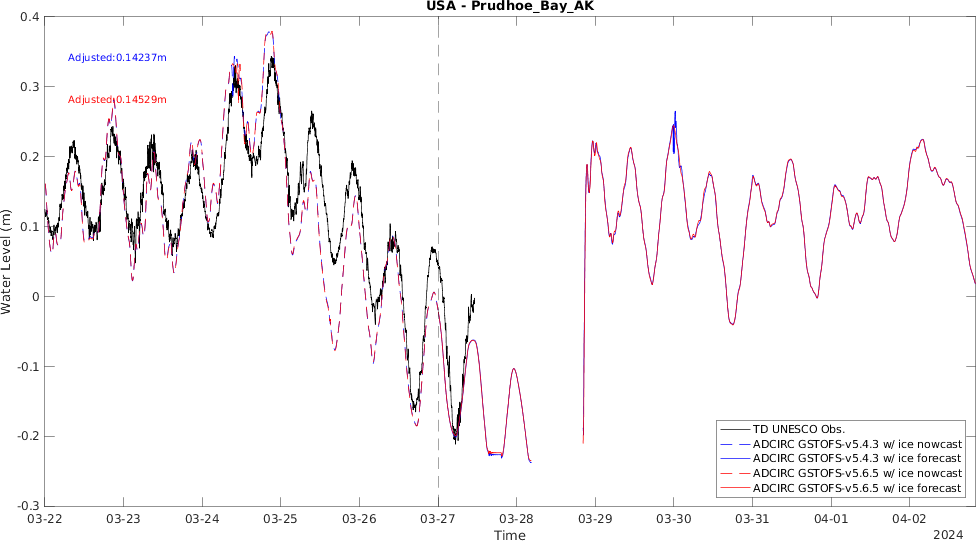 USA - Prudhoe_Bay_AK
Adjusted:0.14237m
Adjusted:0.14529m
Water Level (m)
0.4
0.3
0.2
0.1
0
-0.1
-0.2
-0.3
TD UNESCO Obs.
ADCIRC GSTOFS-v5.4.3 w/ ice nowcast
ADCIRC GSTOFS-v5.4.3 w/ ice forecast
ADCIRC GSTOFS-v5.6.5 w/ ice nowcast
ADCIRC GSTOFS-v5.6.5 w/ ice forecast
03-22 03-23 03-24 03-25 03-26 03-27 03-28 03-29 03-30 03-31 04-01 04-02
Time
2024